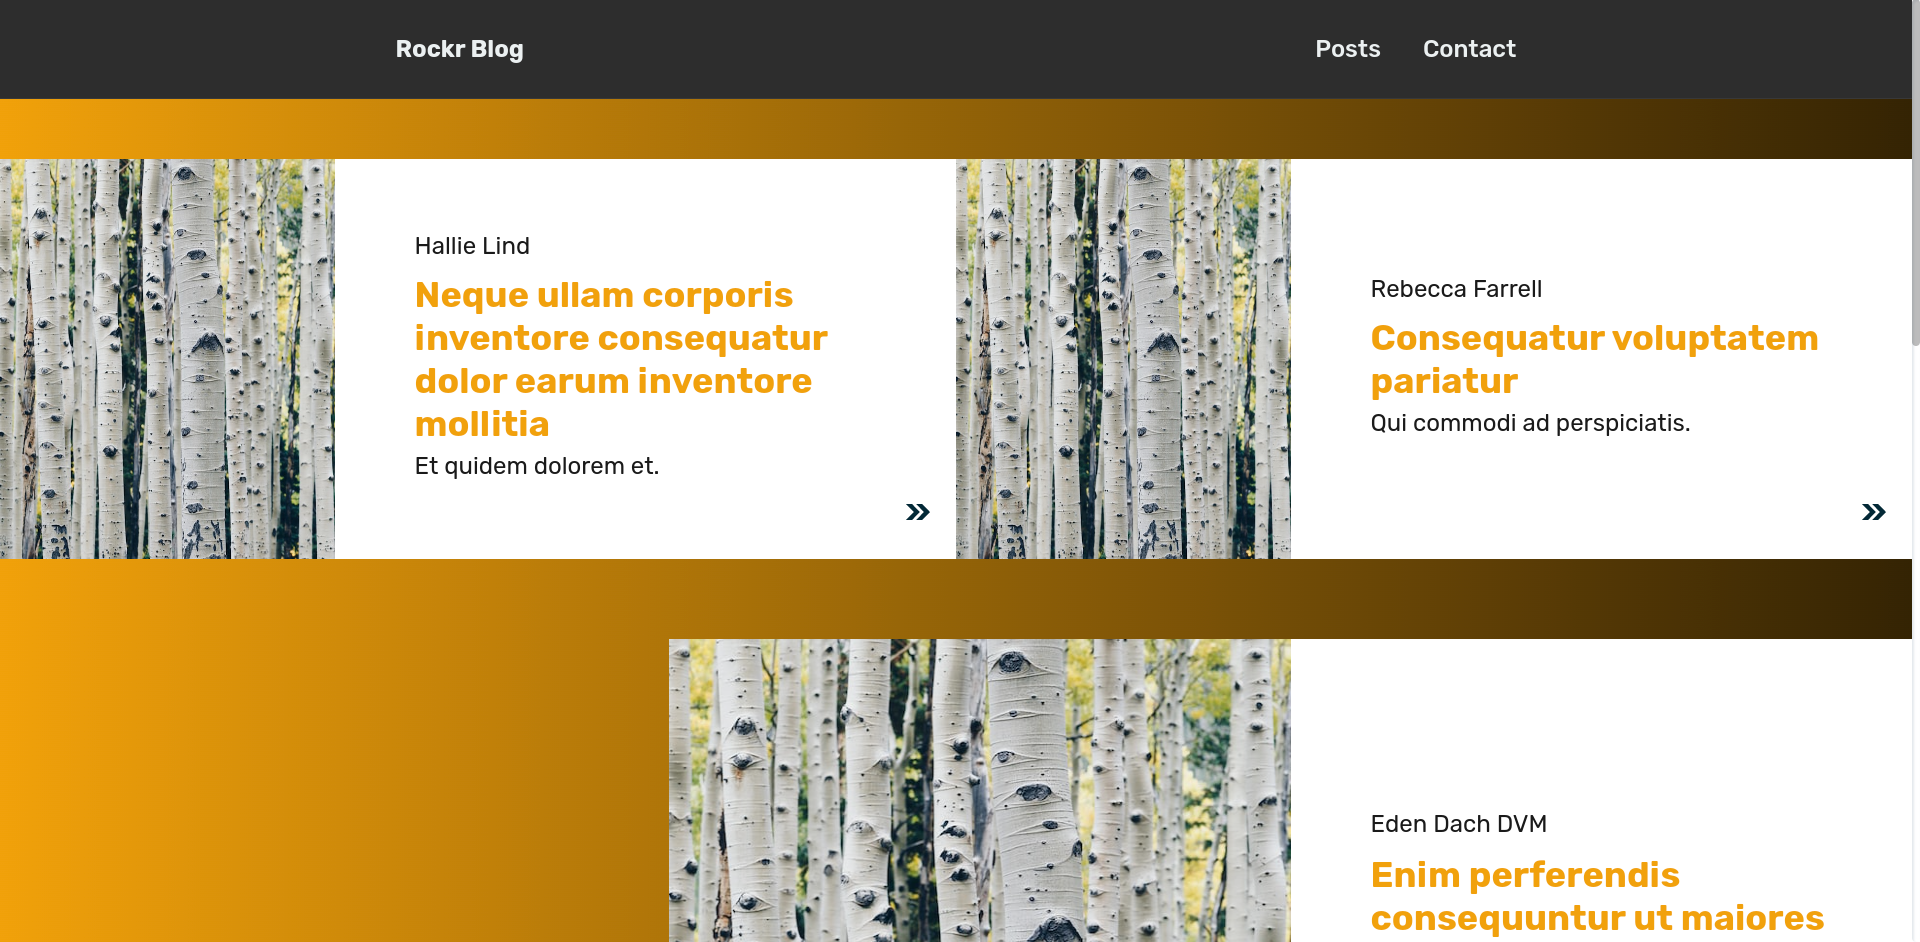 Rockr Blog
Posts
Contact
Hallie Lind
Neque ullam corporis
inventore consequatur
dolor earum inventore
mollitia
Et quidem dolorem et.
Rebecca Farrell
Consequatur voluptatem
pariatur
Qui commodi ad perspiciatis.
Eden Dach DVM
Enim perferendis
consequuntur ut maiores